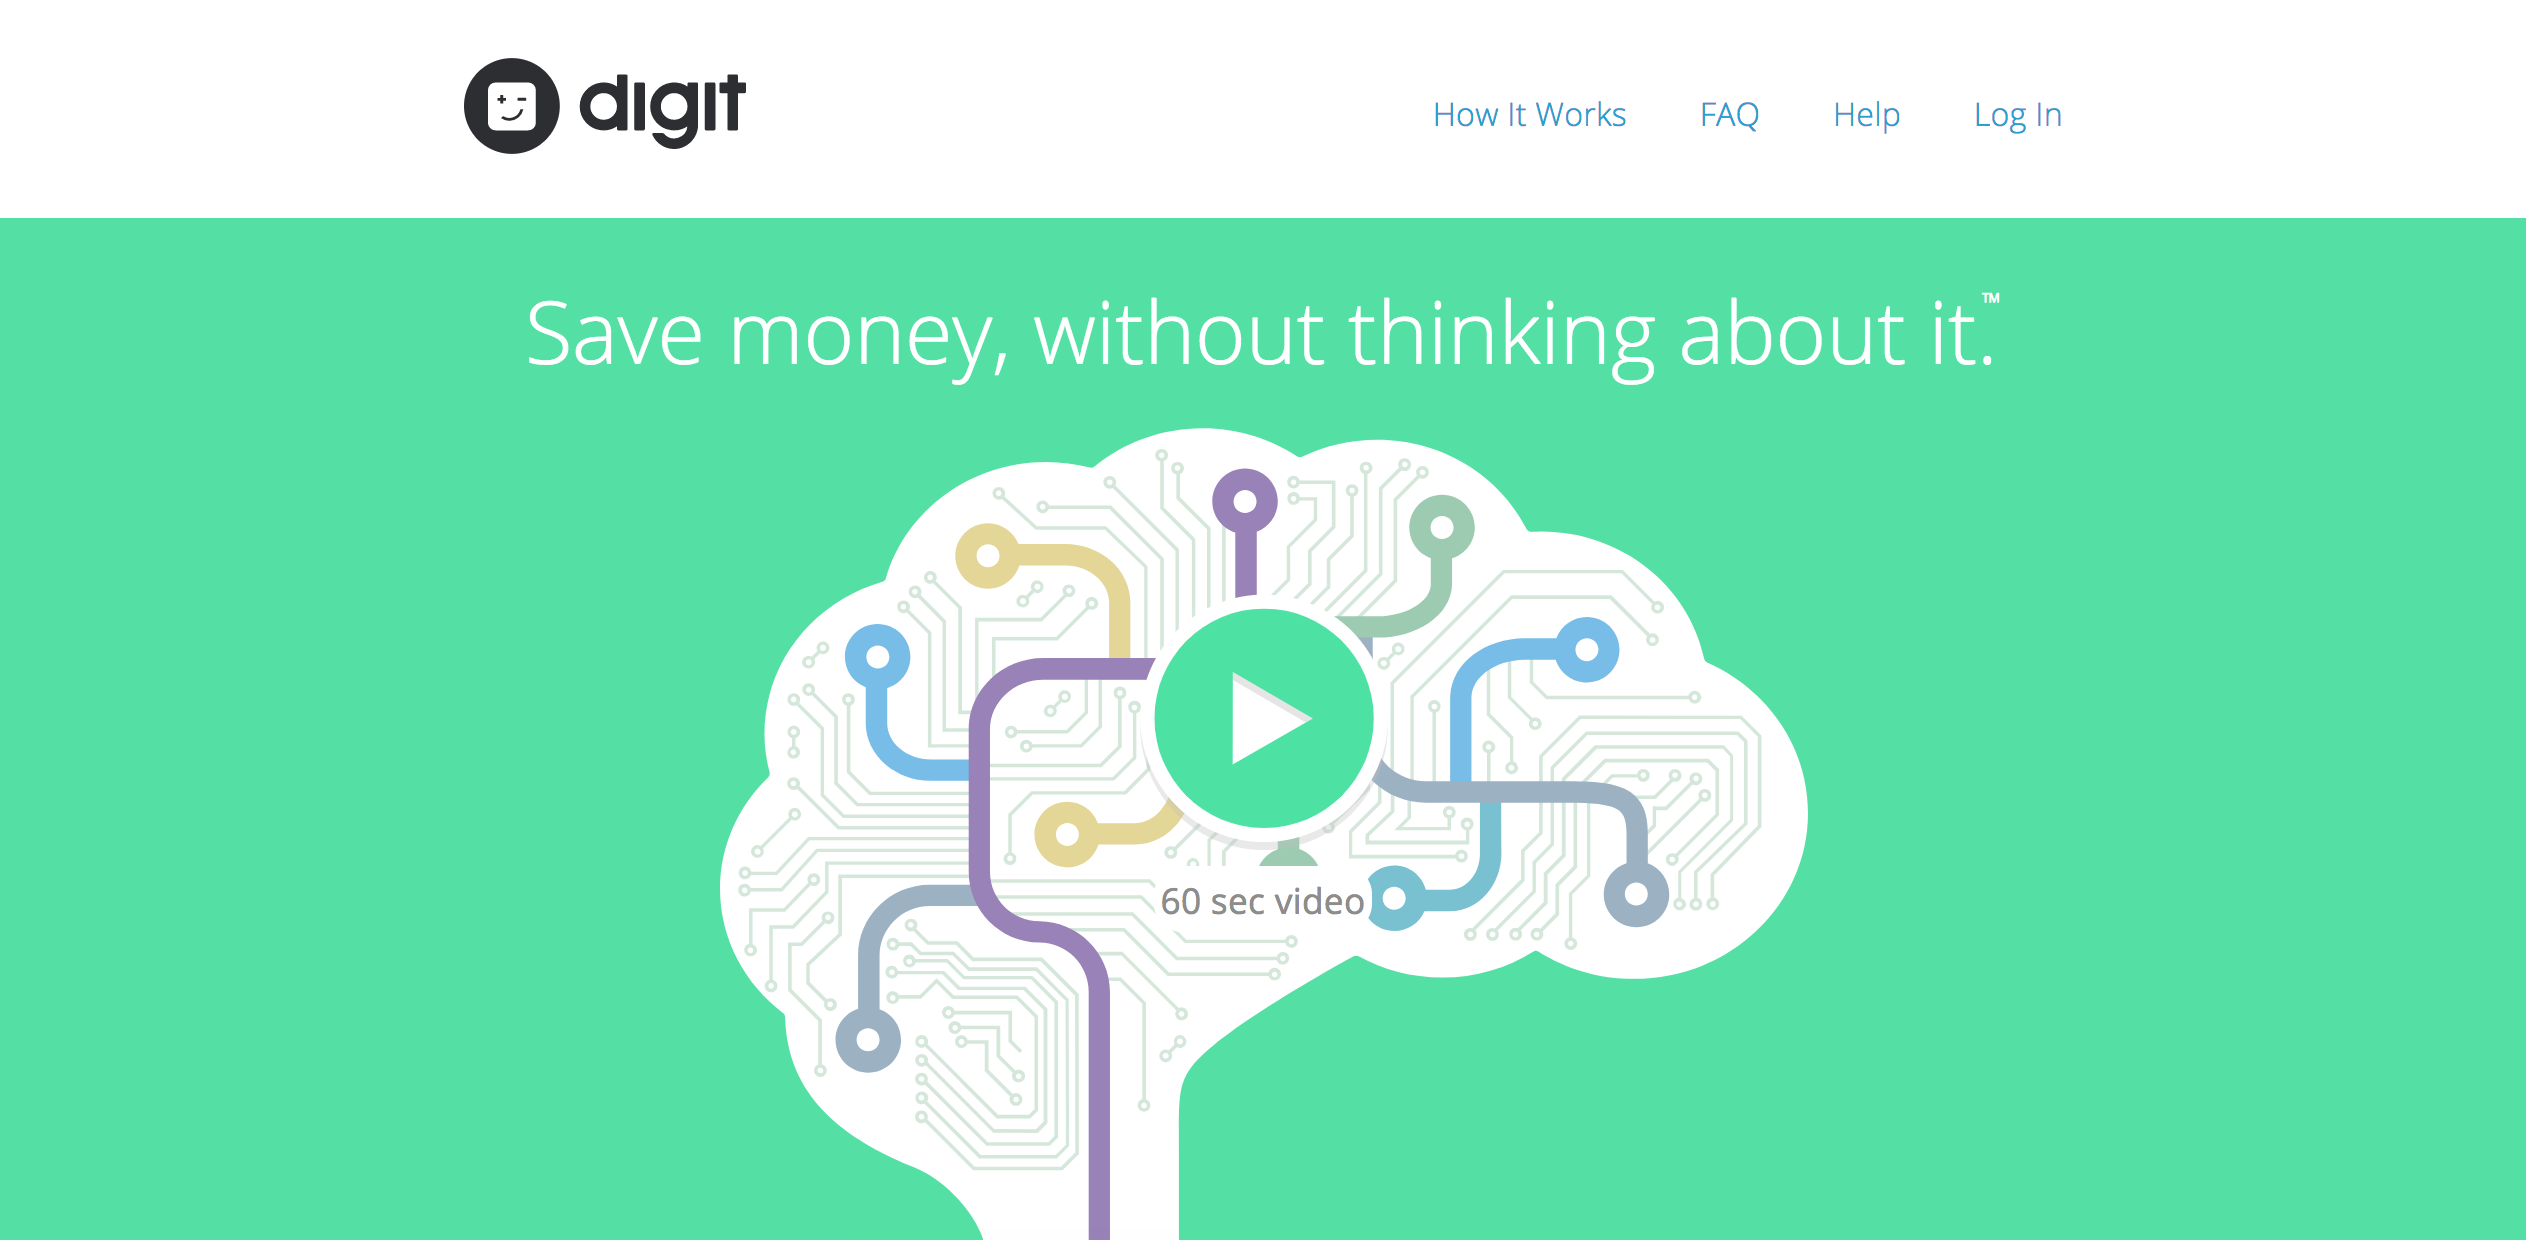 digit
How It Works FAQ Help Log In
Save money, without thinking about it.™
60 sec video